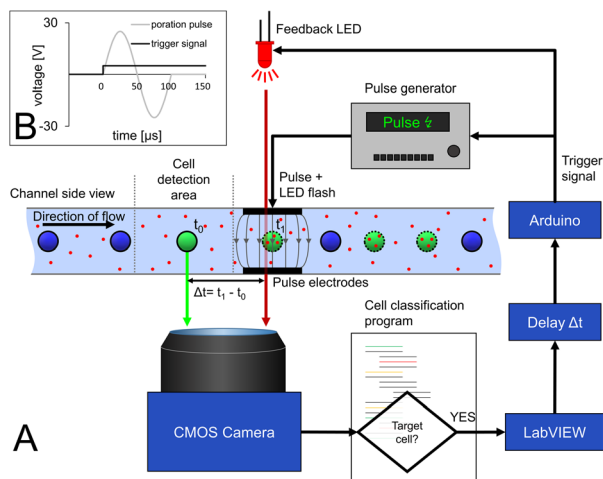 B
30
voltage [V]
-30
poration pulse
trigger signal
0
50
100
150
time [µs]
Feedback LED
Pulse generator
Pulse
Cell
detection
area
Pulse +
LED flash
Trigger
signal
Channel side view
Direction of flow
t0
t1
Arduino
Δt= t1 - t0
Pulse electrodes
Cell classification
program
Delay Δt
A
CMOS Camera
Target
cell?
YES
LabVIEW